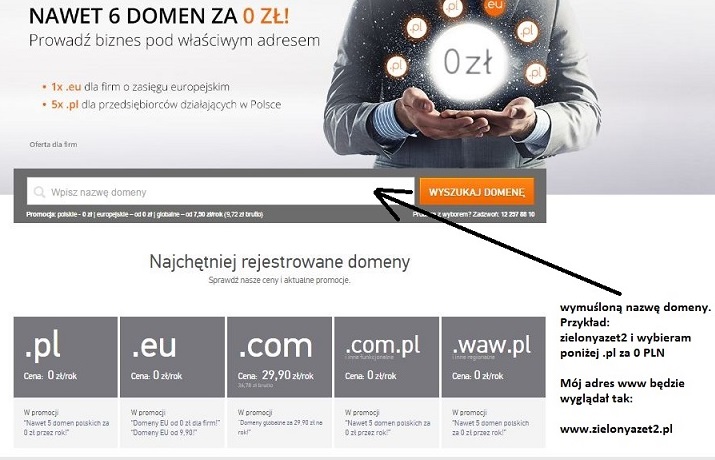 NAWET 6 DOMEN ZA 0 ZŁ!
Prowadź biznes pod właściwym adresem
• 1x .eu dla firm o zasięgu europejskim
• 5x .pl dla przedsiębiorców działających w Polsce
Oferta dla firm
.pl
.pl
.eu
.pl
.pl
0 zł
Wpisz nazwę domeny
WYSZUKAJ DOMENĘ
Promocja: polskie - 0 zł | europejskie – od 0 zł | globalne – od 7,90 zł/rok (9,72 zł brutto)
z wyborem? Zadzwoń: 12 297 88 10
Najchętniej rejestrowane domeny
Sprawdź nasze ceny i aktualne promocje.
wymuśloną nazwę domeny.
Przykład:
zielonyazet2 i wybieram
poniżej .pl za 0 PLN
Mój adres www będzie
wyglądał tak:
www.zielonyazet2.pl
.pl
Cena: 0 zł/rok
W promocji
"Nawet 5 domen polskich za
0 zł przez rok!"
.eu
Cena: 0 zł/rok
W promocji
"Domeny EU od 0 zł dla firm!"
"Domeny EU od 9,90!"
.com
Cena: 29,90 zł/rok
36,78 zł brutto
W promocji
"Domeny globalne za 29,90 zł na
rok!"
.com.pl
i inne funkcjonalne
Cena: 0 zł/rok
W promocji
"Nawet 5 domen polskich za
0 zł przez rok!"
.waw.pl
i inne regionalne
Cena: 0 zł/rok
W promocji
"Nawet 5 domen polskich za
0 zł przez rok!"